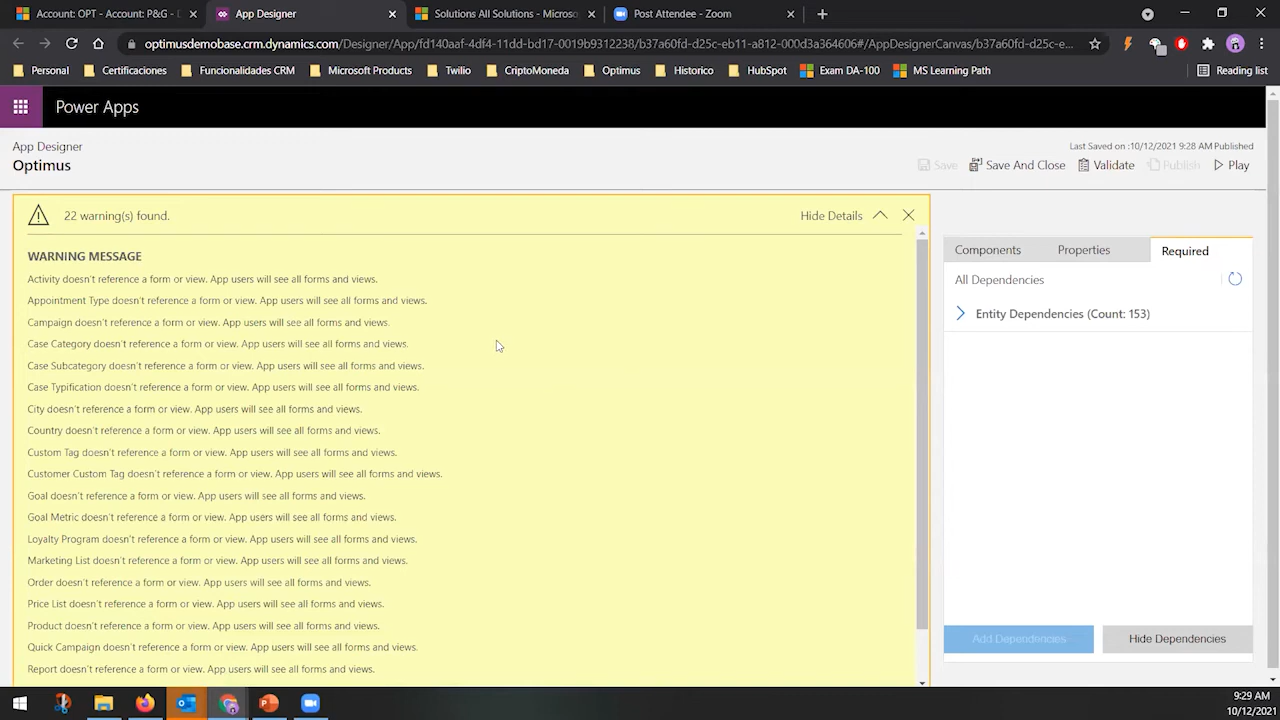 Account: OPT - Account: P&G - D
App Designer
Solutions All Solutions - Microso
Post Attendee - Zoom
optimusdemobase.crm.dynamics.com/Designer/App/fd140aaf-4df4-11dd-bd17-0019b9312238/b37a60fd-d25c-eb11-a812-000d3a364606#/AppDesignerCanvas/b37a60fd-d25c-e...
Personal
Certificaciones
Funcionalidades CRM
Microsoft Products
Twilio
CriptoMoneda
Optimus
Historico
HubSpot
Exam DA-100
MS Learning Path
Reading list
Power Apps
App Designer
Optimus
Last Saved on :10/12/2021 9:28 AM Published
Save
Save And Close
Validate
Publish
Play
22 warning(s) found.
Hide Details
WARNING MESSAGE
Activity doesn't reference a form or view. App users will see all forms and views.
Appointment Type doesn't reference a form or view. App users will see all forms and views.
Campaign doesn't reference a form or view. App users will see all forms and views.
Case Category doesn't reference a form or view. App users will see all forms and views.
Case Subcategory doesn't reference a form or view. App users will see all forms and views.
Case Typification doesn't reference a form or view. App users will see all forms and views.
City doesn't reference a form or view. App users will see all forms and views.
Country doesn't reference a form or view. App users will see all forms and views.
Custom Tag doesn't reference a form or view. App users will see all forms and views.
Customer Custom Tag doesn't reference a form or view. App users will see all forms and views.
Goal doesn't reference a form or view. App users will see all forms and views.
Goal Metric doesn't reference a form or view. App users will see all forms and views.
Loyalty Program doesn't reference a form or view. App users will see all forms and views.
Marketing List doesn't reference a form or view. App users will see all forms and views.
Order doesn't reference a form or view. App users will see all forms and views.
Price List doesn't reference a form or view. App users will see all forms and views.
Product doesn't reference a form or view. App users will see all forms and views.
Quick Campaign doesn't reference a form or view. App users will see all forms and views.
Report doesn't reference a form or view. App users will see all forms and views.
Components
Properties
Required
All Dependencies
Entity Dependencies (Count: 153)
Add Dependencies
Hide Dependencies
9:29 AM
10/12/2021